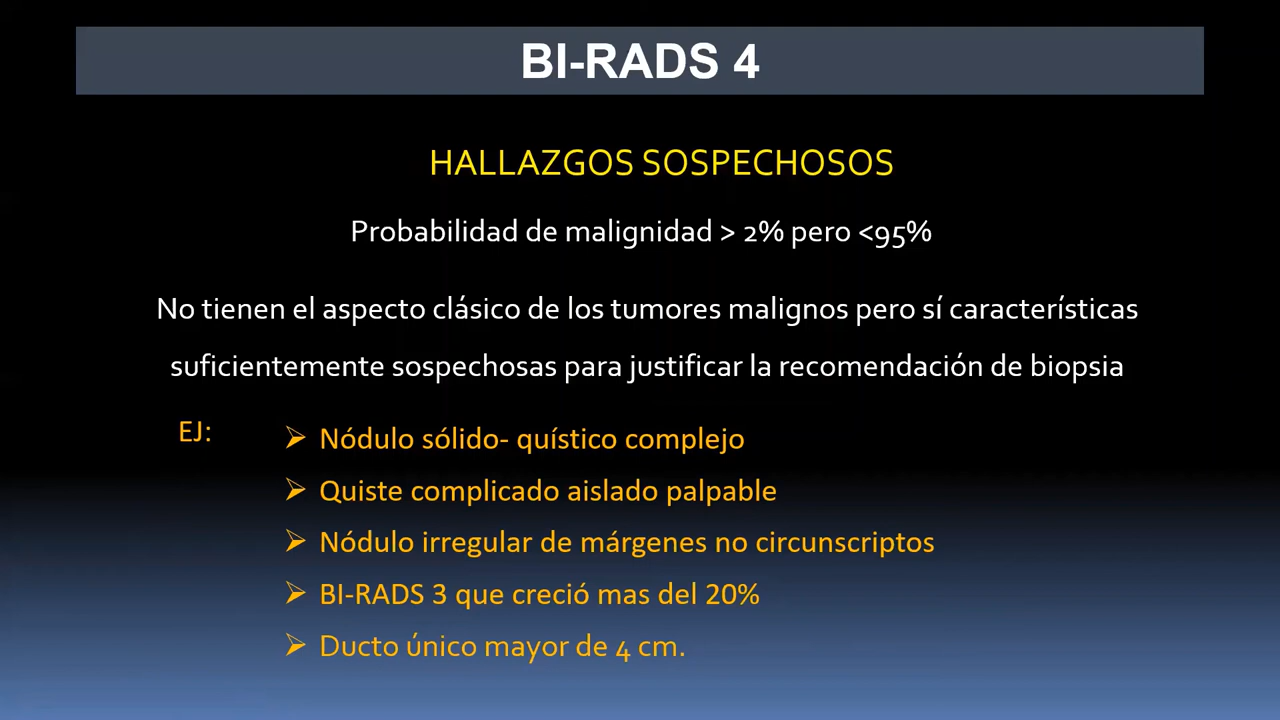 BI-RADS 4
HALLAZGOS SOSPECHOSOS
Probabilidad de malignidad > 2% pero <95%
No tienen el aspecto clásico de los tumores malignos pero sí características
suficientemente sospechosas para justificar la recomendación de biopsia
EJ:
➢ Nódulo sólido- quístico complejo
➢ Quiste complicado aislado palpable
➢ Nódulo irregular de márgenes no circunscriptos
➢ BI-RADS 3 que creció mas del 20%
➢ Ducto único mayor de 4 cm.